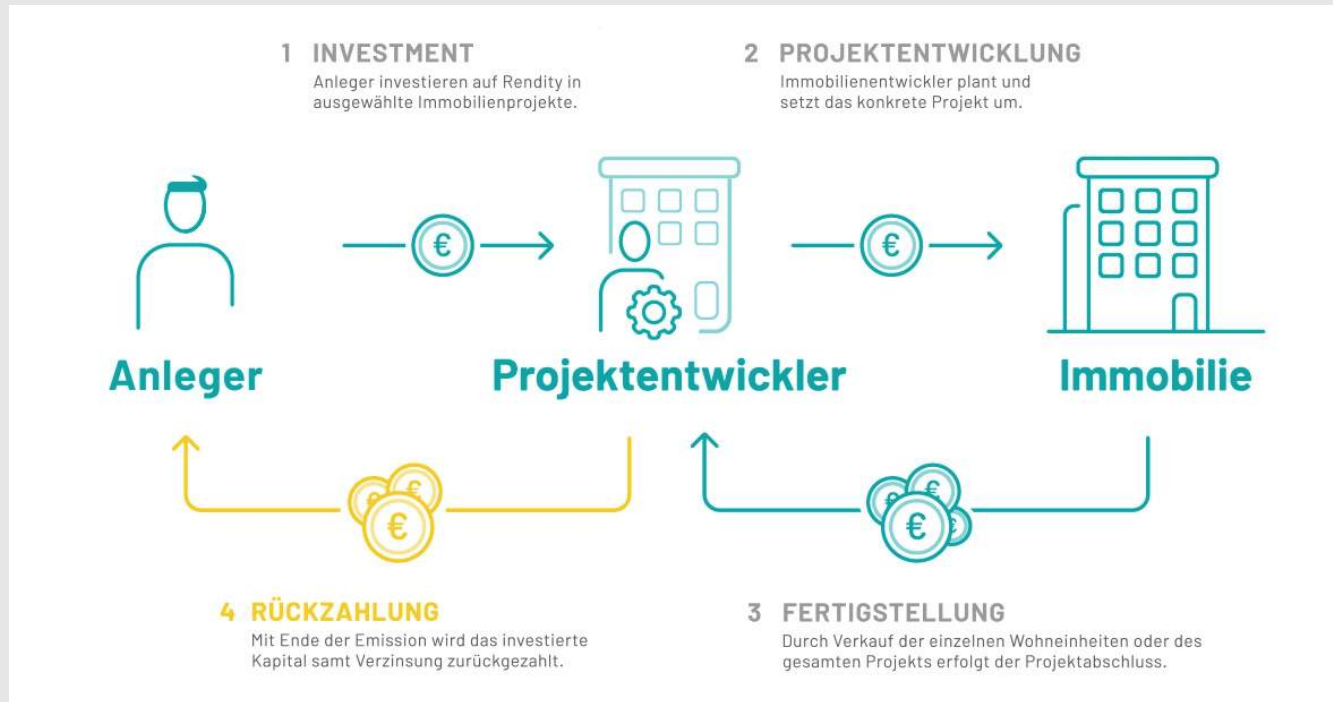 1 INVESTMENT
Anleger investieren auf Rendity in
ausgewählte Immobilienprojekte.
2 PROJEKTENTWICKLUNG
Immobilienentwickler plant und
setzt das konkrete Projekt um.
€
€
Anleger
Projektentwickler
Immobilie
€ € €
€ € € €
4 RÜCKZAHLUNG
Mit Ende der Emission wird das investierte
Kapital samt Verzinsung zurückgezahlt.
3 FERTIGSTELLUNG
Durch Verkauf der einzelnen Wohneinheiten oder des
gesamten Projekts erfolgt der Projektabschluss.